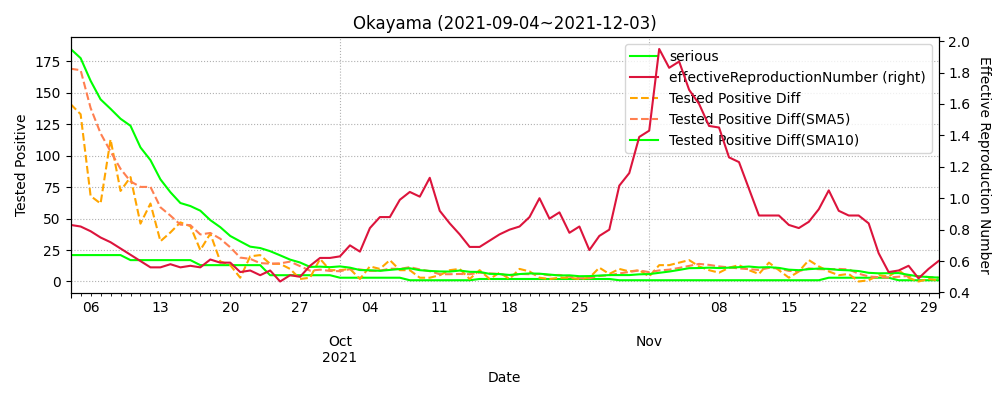 Okayama (2021-09-04~2021-12-03)
serious
effectiveReproductionNumber (right)
Tested Positive Diff
Tested Positive Diff(SMA5)
Tested Positive Diff(SMA10)
Tested Positive
175
150
125
100
75
50
25
0
2.0
1.8
1.6
1.4
1.2
1.0
0.8
0.6
0.4
Effective Reproduction Number
06 13 20 27 04 11 18 25 08 15 22 29
Oct Nov
2021
Date